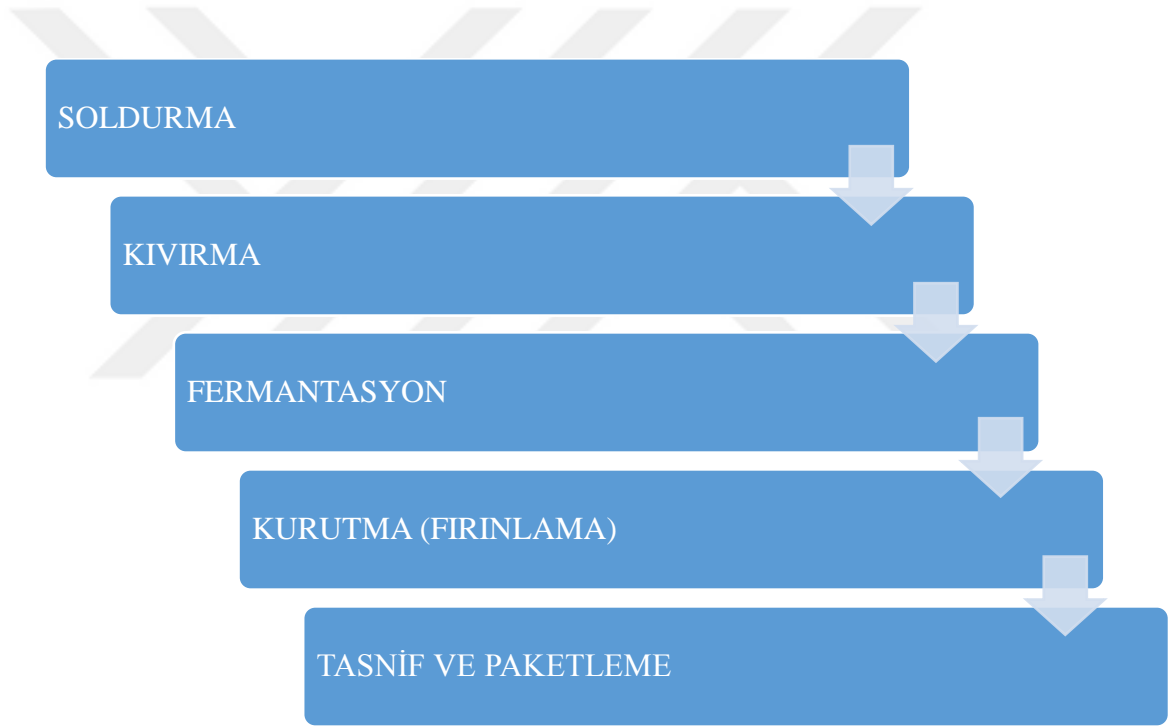 SOLDURMA
KIVIRMA
FERMANTASYON
KURUTMA (FIRINLAMA)
TASNİF VE PAKETLEME